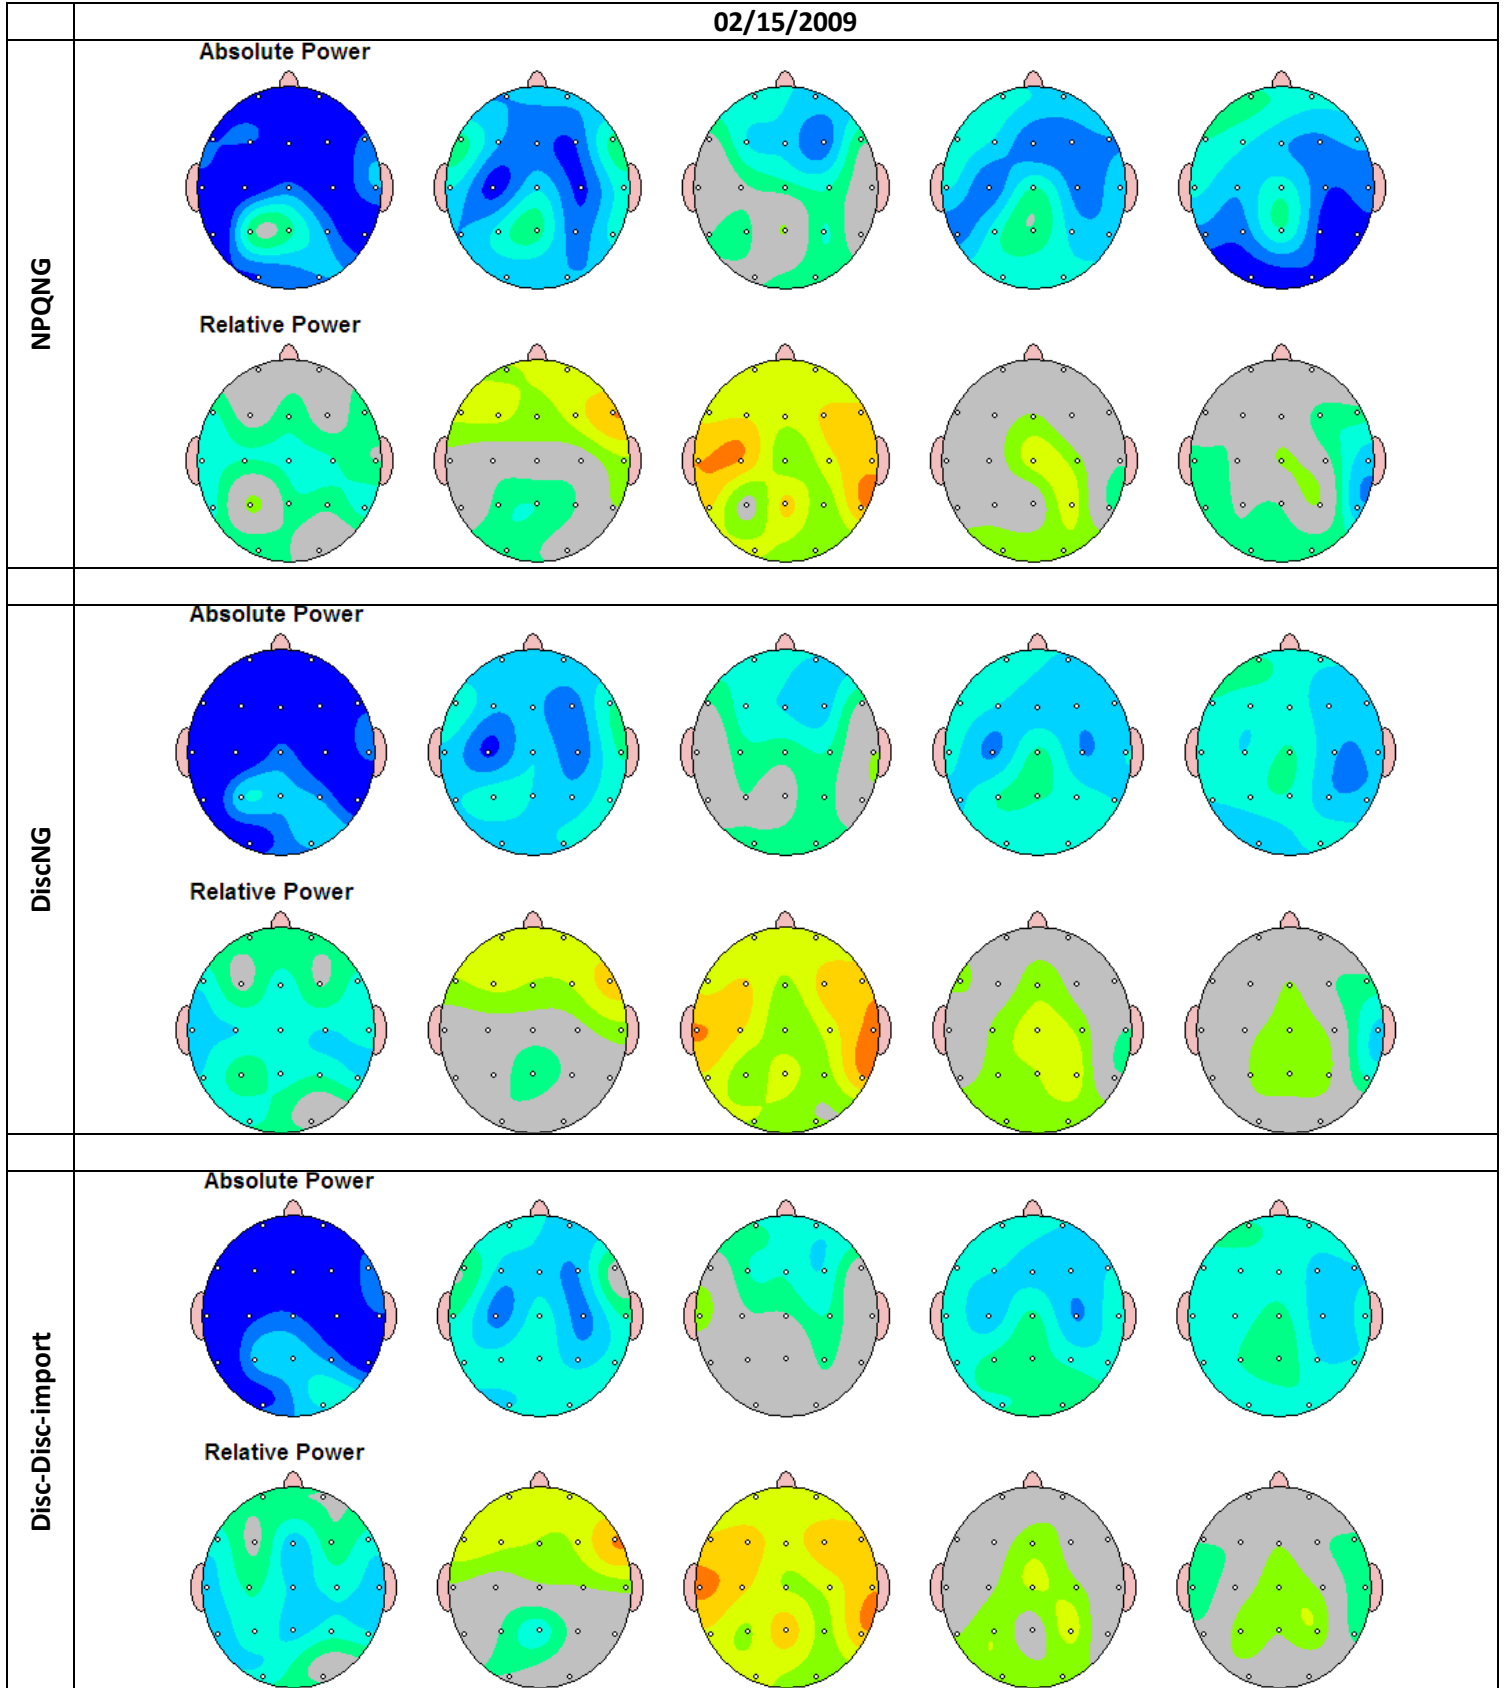 02/15/2009
NPQNG
Absolute Power
Relative Power
DiscNG
Absolute Power
Relative Power
Disc-Disc-import
Absolute Power
Relative Power